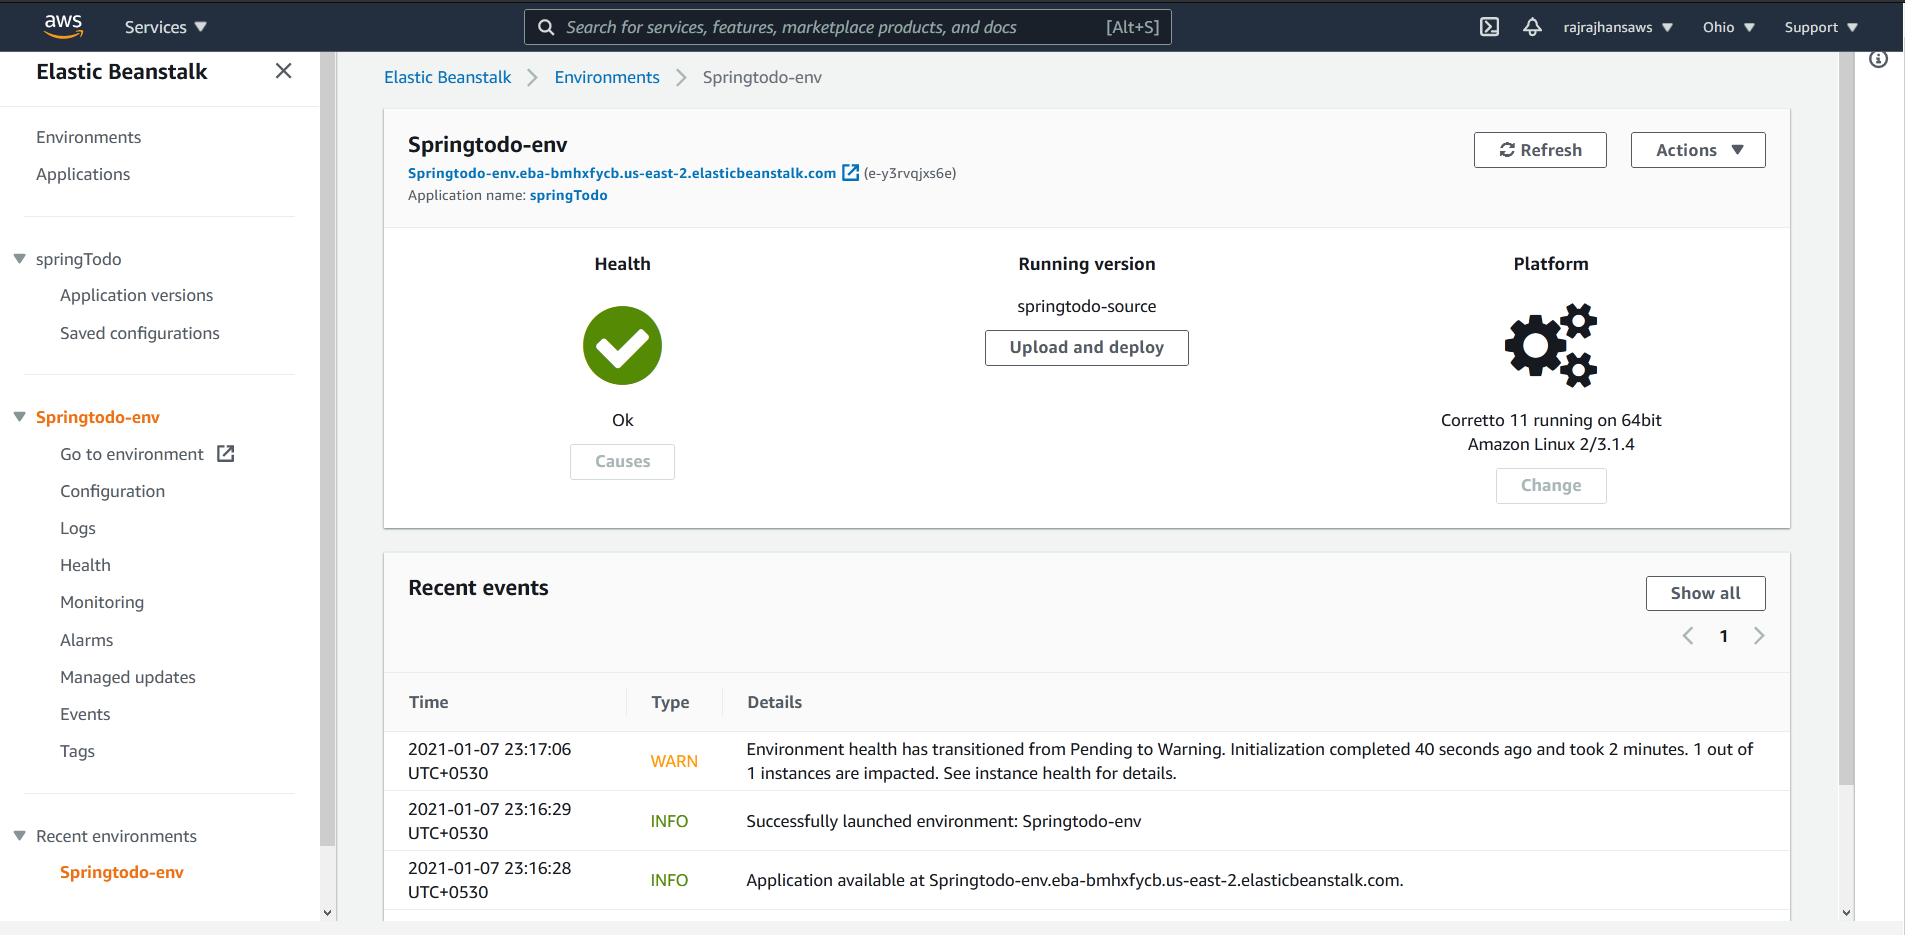 aws
Services
Search for services, features, marketplace products, and docs [Alt+S]
rajrajhansaws
Ohio
Support
Elastic Beanstalk
Environments
Applications
springTodo
Application versions
Saved configurations
Springtodo-env
Go to environment
Configuration
Logs
Health
Monitoring
Alarms
Managed updates
Events
Tags
Recent environments
Springtodo-env
Elastic Beanstalk
Environments
Springtodo-env
Springtodo-env
Springtodo-env.eba-bmhxfycb.us-east-2.elasticbeanstalk.com (e-y3rvqjxs6e)
Application name: springTodo
Refresh
Actions
Health
Ok
Causes
Running version
springtodo-source
Upload and deploy
Platform
Corretto 11 running on 64bit
Amazon Linux 2/3.1.4
Change
Recent events
Show all
1
Time
Type
Details
2021-01-07 23:17:06
UTC+0530
WARN
Environment health has transitioned from Pending to Warning. Initialization completed 40 seconds ago and took 2 minutes. 1 out of
1 instances are impacted. See instance health for details.
2021-01-07 23:16:29
UTC+0530
INFO
Successfully launched environment: Springtodo-env
2021-01-07 23:16:28
UTC+0530
INFO
Application available at Springtodo-env.eba-bmhxfycb.us-east-2.elasticbeanstalk.com.